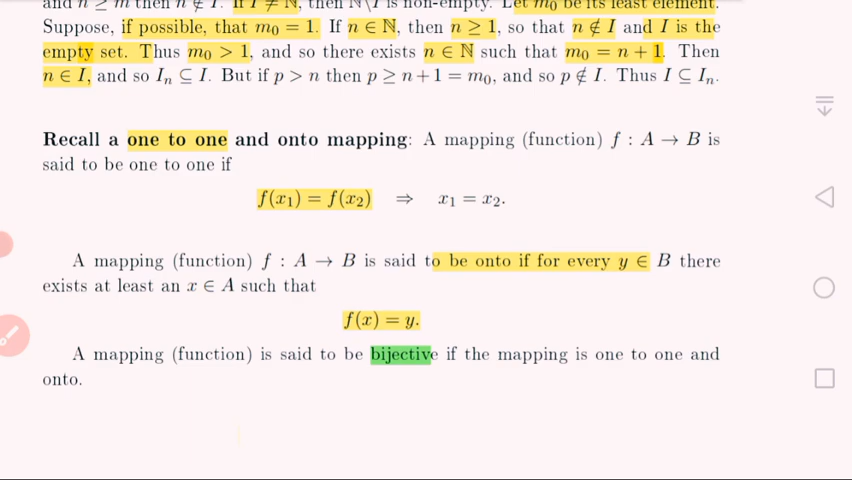 and n ≥ m then n ∉ I. If I ≠ ℕ, then ℕ\I is non-empty. Let m₀ be its least element.
Suppose, if possible, that m₀ = 1. If n ∈ ℕ, then n ≥ 1, so that n ∉ I and I is the
empty set. Thus m₀ > 1, and so there exists n ∈ ℕ such that m₀ = n + 1. Then
n ∈ I, and so Iₙ ⊆ I. But if p > n then p ≥ n + 1 = m₀, and so p ∉ I. Thus I ⊆ Iₙ.
Recall a one to one and onto mapping: A mapping (function) f : A → B is
said to be one to one if
f(x₁) = f(x₂) ⇒ x₁ = x₂.
A mapping (function) f : A → B is said to be onto if for every y ∈ B there
exists at least an x ∈ A such that
f(x) = y.
A mapping (function) is said to be bijective if the mapping is one to one and
onto.